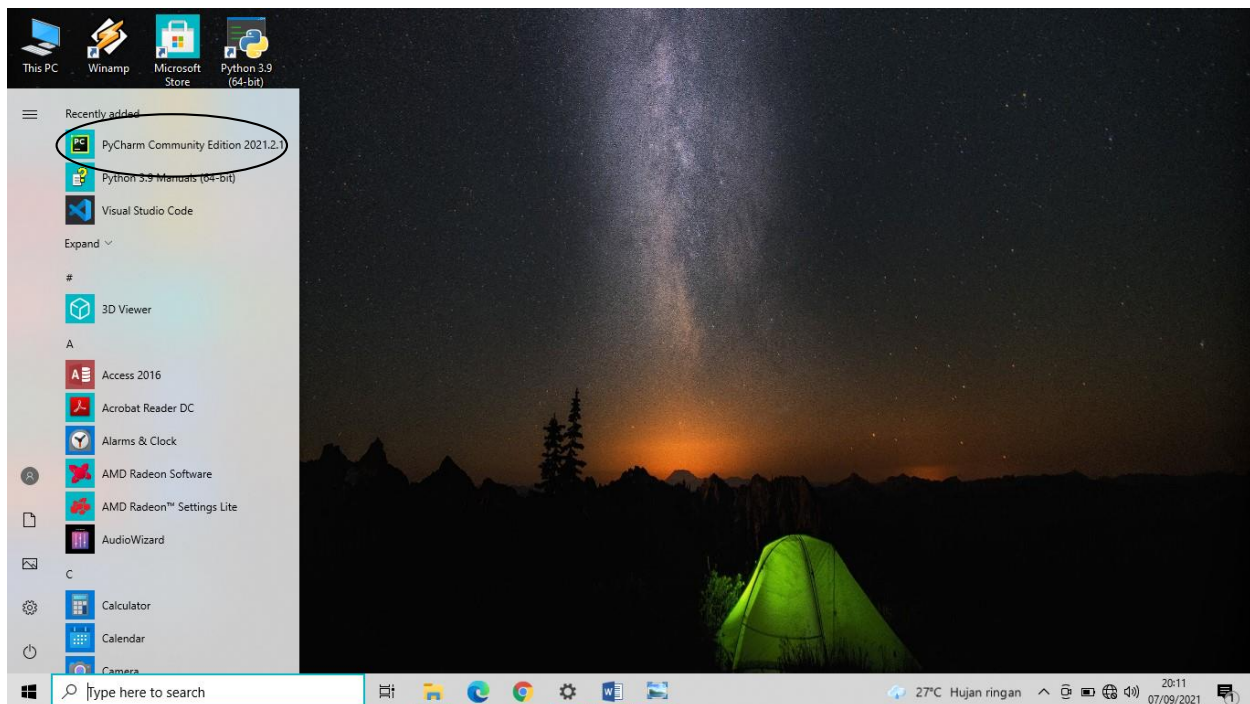 This PC
Winamp
Microsoft
Store
Python 3.9
(64-bit)
Recently added
PyCharm Community Edition 2021.2.1
Python 3.9 Manuals (64-bit)
Visual Studio Code
Expand
#
3D Viewer
A
Access 2016
Acrobat Reader DC
Alarms & Clock
AMD Radeon Software
AMD Radeon™ Settings Lite
AudioWizard
C
Calculator
Calendar
Camera
Type here to search
27°C Hujan ringan
20:11
07/09/2021
1